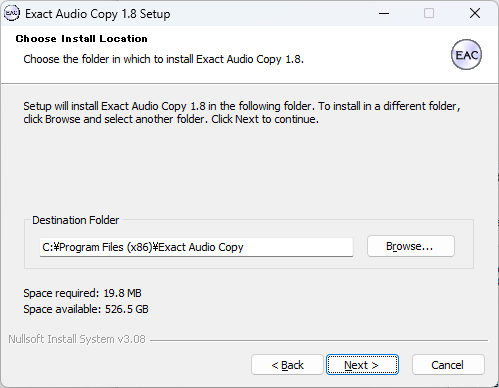 EAC Exact Audio Copy 1.8 Setup
Choose Install Location
Choose the folder in which to install Exact Audio Copy 1.8.
EAC
Setup will install Exact Audio Copy 1.8 in the following folder. To install in a different folder,
click Browse and select another folder. Click Next to continue.
Destination Folder
C:¥Program Files (x86)¥Exact Audio Copy
Browse...
Space required: 19.8 MB
Space available: 526.5 GB
Nullsoft Install System v3.08
< Back
Next >
Cancel